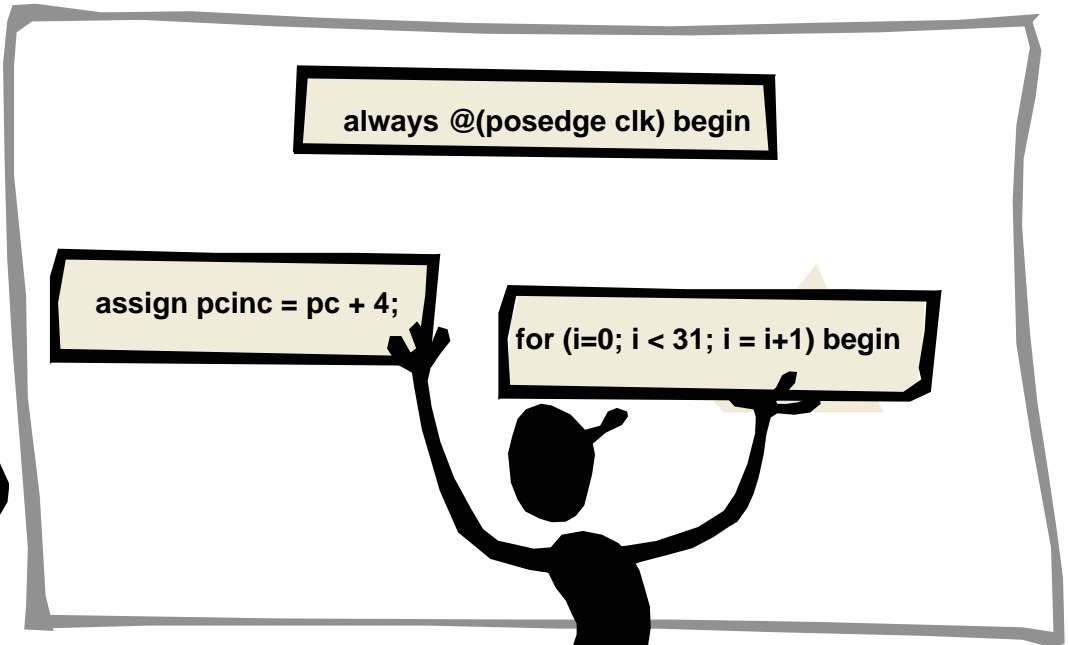 always @(posedge clk) begin
assign pcinc = pc + 4;
for (i=0; i < 31; i = i+1) begin